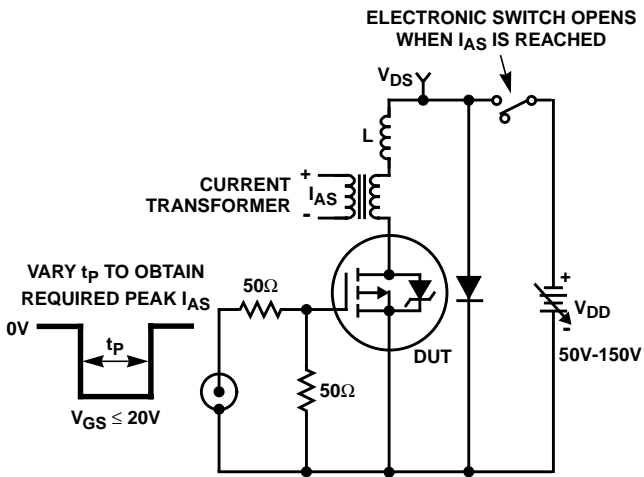 ELECTRONIC SWITCH OPENS
WHEN IAS IS REACHED
VDS
L
+
CURRENT
TRANSFORMER
IAS
-
VARY tP TO OBTAIN
REQUIRED PEAK IAS
50Ω
0V
tP
DUT
+
VDD
-
50V-150V
50Ω
VGS ≤ 20V